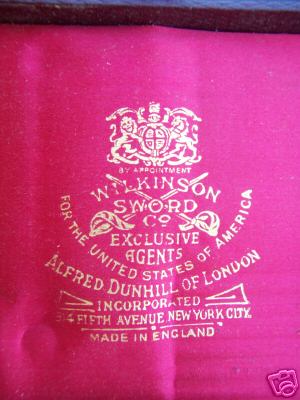 BY APPOINTMENT
WILKINSON
SWORD
CO
FOR THE UNITED STATES OF AMERICA
EXCLUSIVE
AGENTS
ALFRED DUNHILL OF LONDON
INCORPORATED
FIFTH AVENUE NEW YORK CITY.
MADE IN ENGLAND